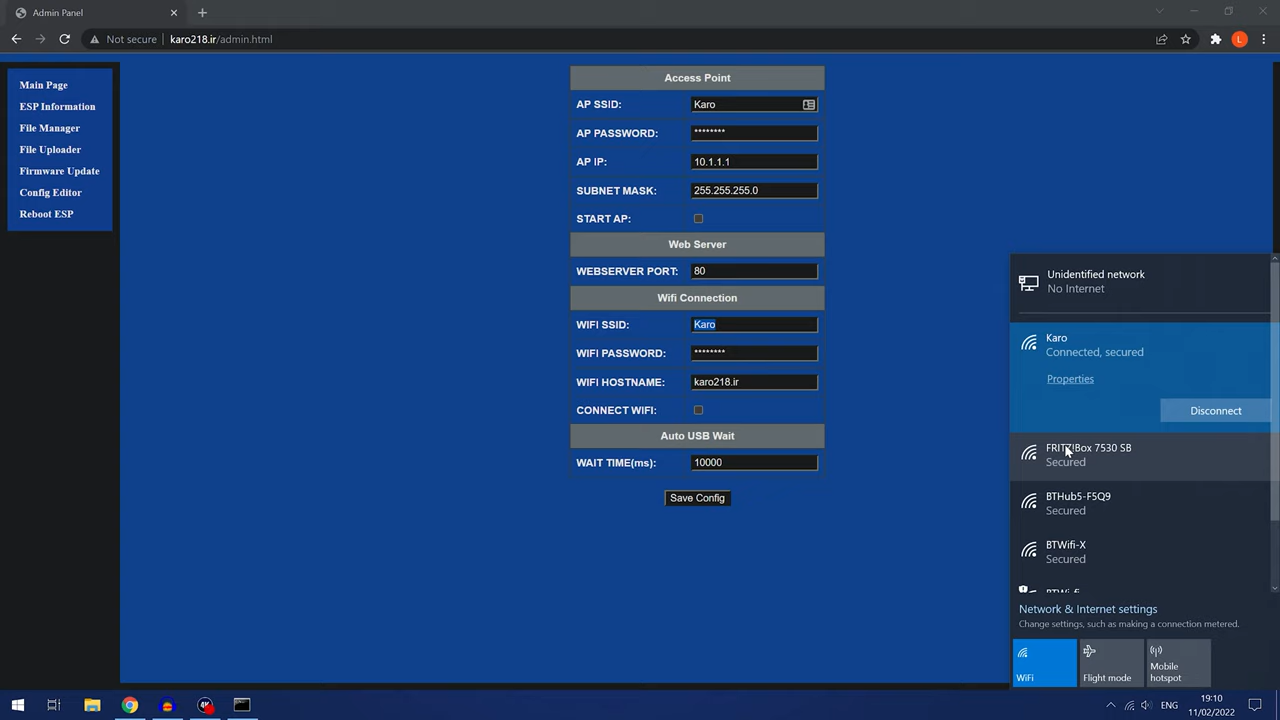 Admin Panel
Not secure
karo218.ir/admin.html
L
Main Page
ESP Information
File Manager
File Uploader
Firmware Update
Config Editor
Reboot ESP
Access Point
AP SSID: Karo
AP PASSWORD: ********
AP IP: 10.1.1.1
SUBNET MASK: 255.255.255.0
START AP:
Web Server
WEBSERVER PORT: 80
Wifi Connection
WIFI SSID: Karo
WIFI PASSWORD: ********
WIFI HOSTNAME: karo218.ir
CONNECT WIFI:
Auto USB Wait
WAIT TIME(ms): 10000
Save Config
Unidentified network
No Internet
Karo
Connected, secured
Properties
Disconnect
FRITZ!Box 7530 SB
Secured
BTHub5-F5Q9
Secured
BTWifi-X
Secured
BTWi-fi
Network & Internet settings
Change settings, such as making a connection metered.
WiFi
Flight mode
Mobile
hotspot
ENG
19:10
11/02/2022